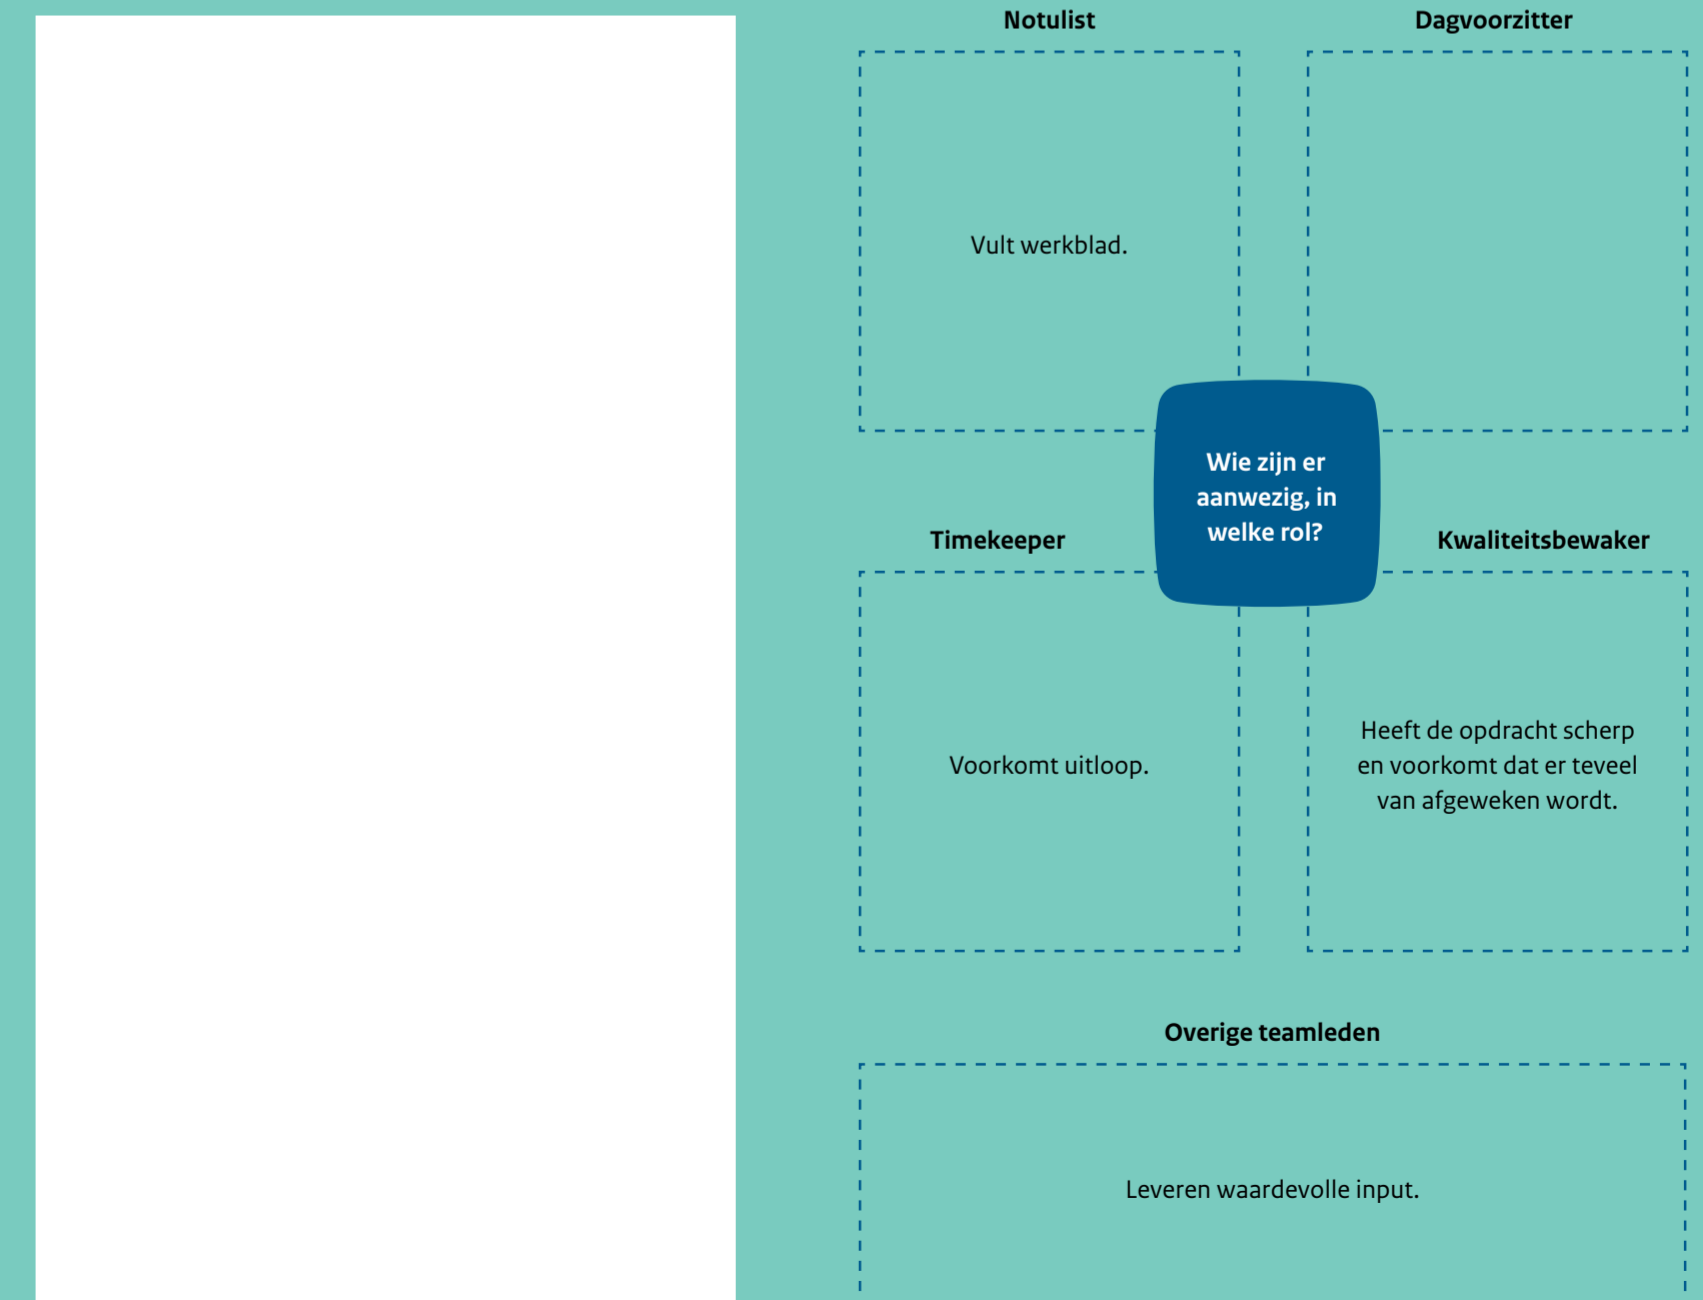 Notulist
Dagvoorzitter
Vult werkblad.
Wie zijn er
aanwezig, in
welke rol?
Timekeeper
Kwaliteitsbewaker
Voorkomt uitloop.
Heeft de opdracht scherp
en voorkomt dat er teveel
van afgeweken wordt.
Overige teamleden
Leveren waardevolle input.